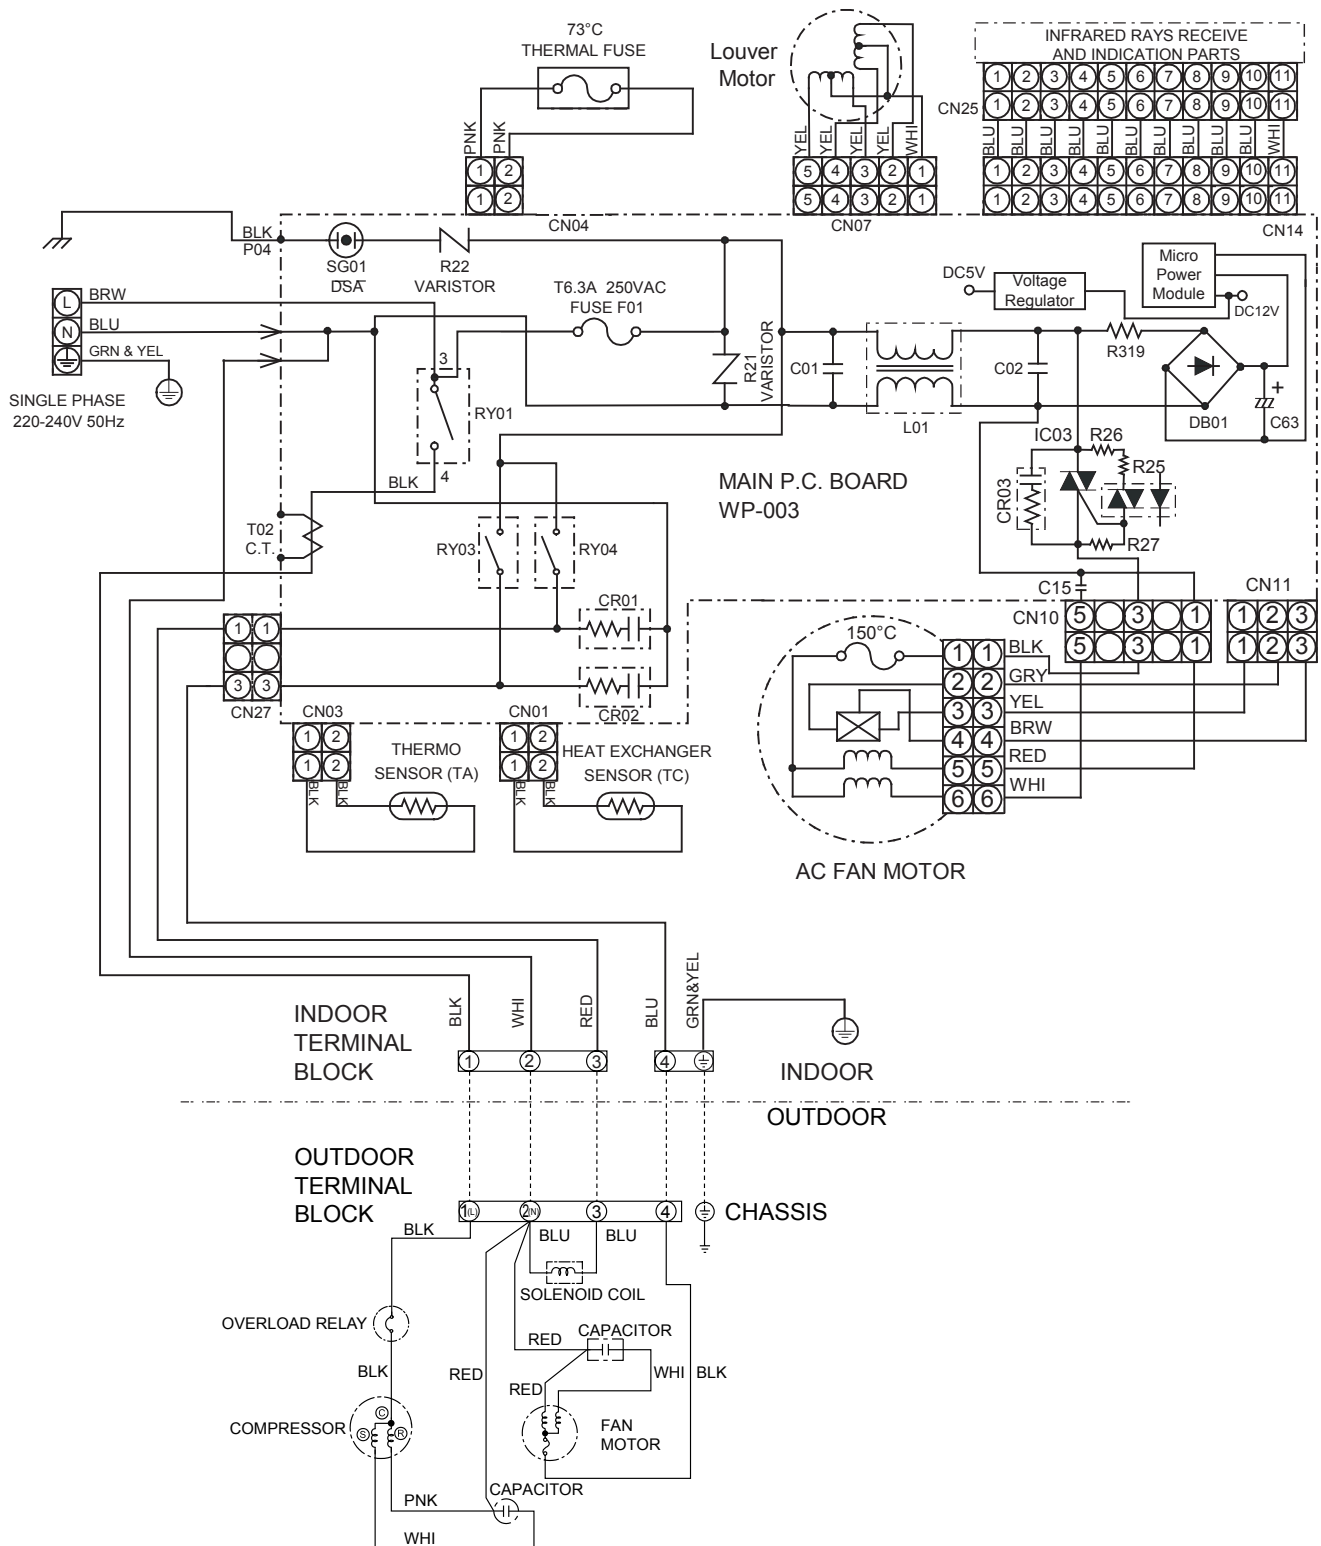 73°C
THERMAL FUSE
Louver
Motor
INFRARED RAYS RECEIVE
AND INDICATION PARTS
1 2 3 4 5 6 7 8 9 10 11
CN25
1 2 3 4 5 6 7 8 9 10 11
PNK PNK
YEL YEL YEL YEL WHI
BLU BLU BLU BLU BLU BLU BLU BLU BLU BLU WHI
1 2
1 2
5 4 3 2 1
5 4 3 2 1
1 2 3 4 5 6 7 8 9 10 11
1 2 3 4 5 6 7 8 9 10 11
CN04
CN07
CN14
BLK
P04
SG01
DSA
R22
VARISTOR
T6.3A 250VAC
FUSE F01
DC5V
Voltage
Regulator
Micro
Power
Module
DC12V
L
BRW
N
BLU
GRN & YEL
SINGLE PHASE
220-240V 50Hz
3
RY01
4
BLK
R21
VARISTOR
C01
L01
C02
R319
DB01
+
C63
IC03
R26
R25
CR03
R27
MAIN P.C. BOARD
WP-003
T02
C.T.
RY03
RY04
CR01
CR02
C15
CN10
5 3 1
5 3 1
CN11
1 2 3
1 2 3
1 1
3 3
CN27
CN03
1 2
1 2
BLK BLK
THERMO
SENSOR (TA)
CN01
1 2
1 2
BLK BLK
HEAT EXCHANGER
SENSOR (TC)
150°C
1 1 BLK
2 2 GRY
3 3 YEL
4 4 BRW
5 5 RED
6 6 WHI
AC FAN MOTOR
INDOOR
TERMINAL
BLOCK
BLK WHI RED BLU GRN&YEL
1 2 3 4
INDOOR
OUTDOOR
OUTDOOR
TERMINAL
BLOCK
1(L) 2(N) 3 4
CHASSIS
BLK
BLU BLU
SOLENOID COIL
OVERLOAD RELAY
CAPACITOR
RED
BLK
RED
WHI BLK
RED
COMPRESSOR
C
S R
FAN
MOTOR
CAPACITOR
PNK
WHI